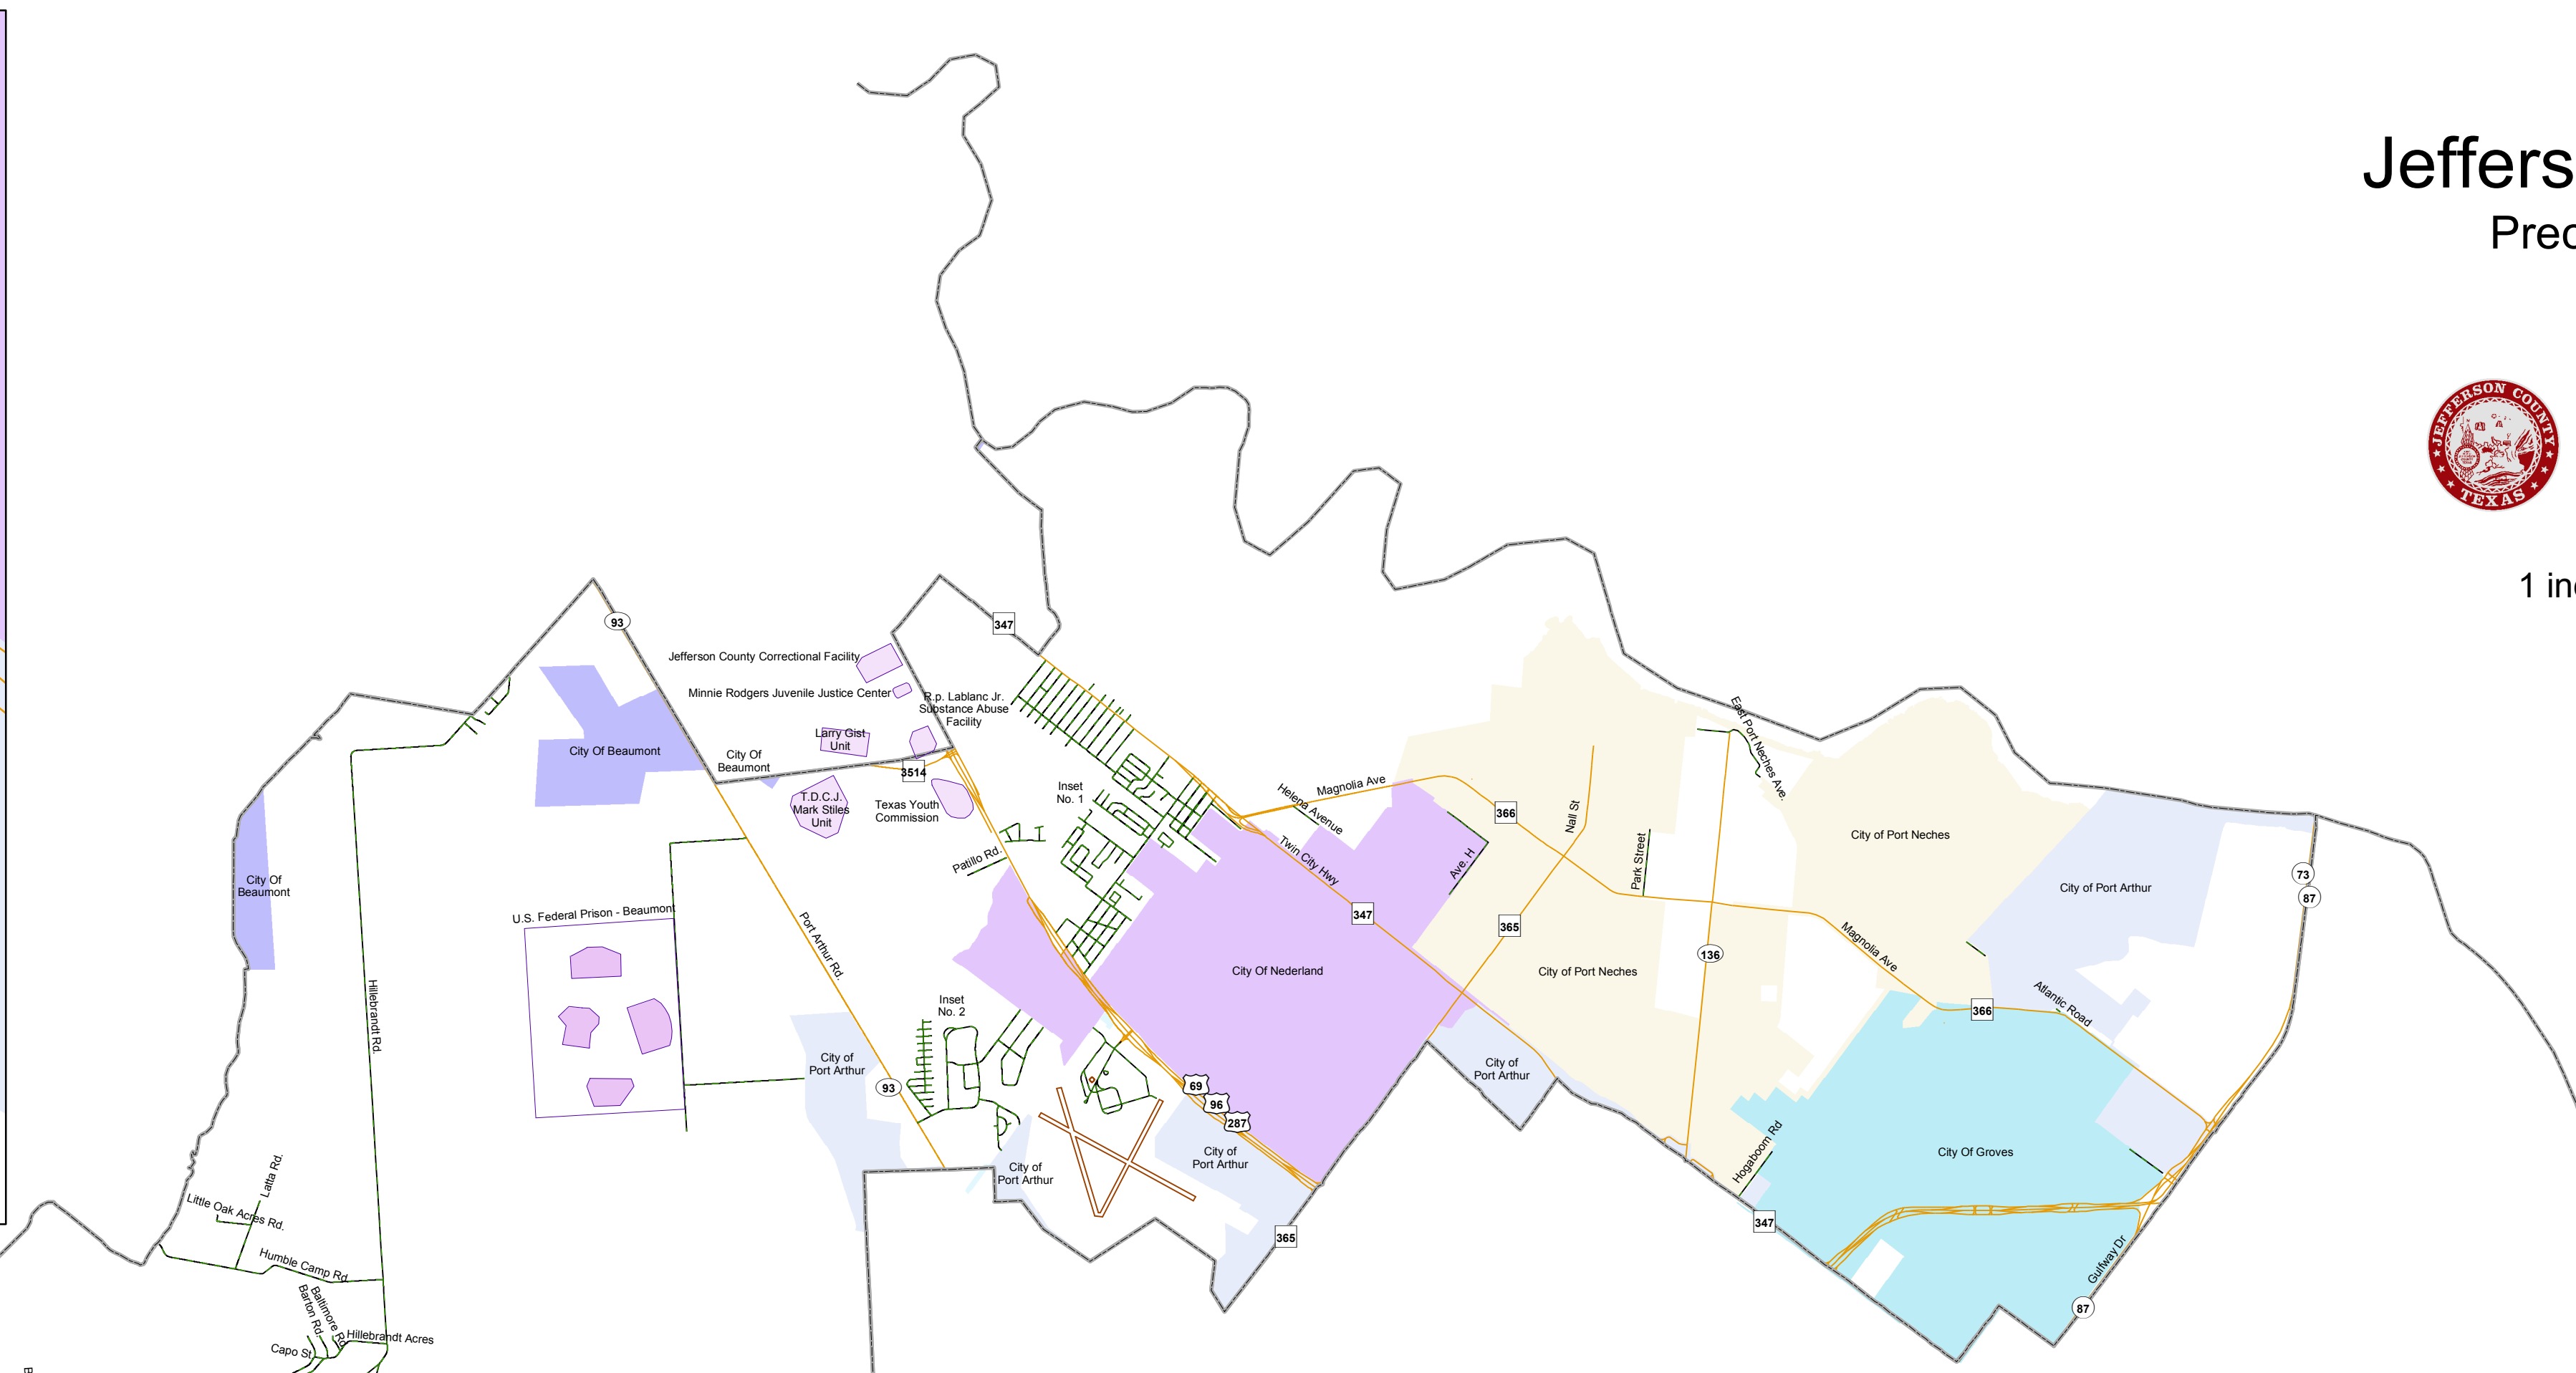 Jeffers
Prec
JEFFERSON COUNTY
TEXAS
1 in
93
347
Jefferson County Correctional Facility
Minnie Rodgers Juvenile Justice Center
R.p. Lablanc Jr.
Substance Abuse
Facility
Larry Gist
Unit
City Of Beaumont
City Of
Beaumont
3514
T.D.C.J.
Mark Stiles
Unit
Texas Youth
Commission
Inset
No. 1
Patillo Rd.
Helena Avenue
Magnolia Ave
Twin City Hwy
366
Nall St
Ave. H
Park Street
East Port Neches Ave.
City of Port Neches
City of Port Arthur
73
87
City Of
Beaumont
U.S. Federal Prison - Beaumont
Port Arthur Rd.
347
365
136
Magnolia Ave
City Of Nederland
City of Port Neches
Hillebrandt Rd.
Inset
No. 2
366
Atlantic Road
City of
Port Arthur
93
69
96
287
City of
Port Arthur
City of
Port Arthur
City of
Port Arthur
Hogaboom Rd
City Of Groves
Latta Rd.
Little Oak Acres Rd.
365
347
Humble Camp Rd.
Gulfway Dr
87
Baltimore Rd.
Barton Rd.
Hillebrandt Acres
Capo St.